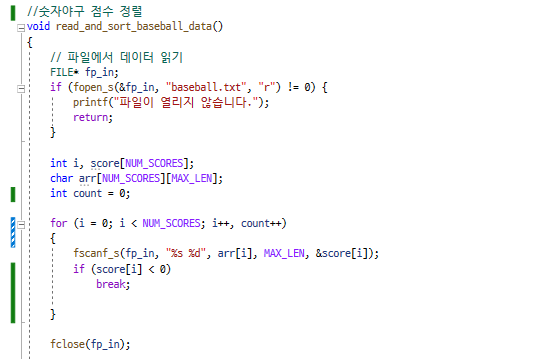 //숫자야구 점수 정렬
void read_and_sort_baseball_data()
{
// 파일에서 데이터 읽기
FILE* fp_in;
if (fopen_s(&fp_in, "baseball.txt", "r") != 0) {
printf("파일이 열리지 않습니다.");
return;
}
int i, score[NUM_SCORES];
char arr[NUM_SCORES][MAX_LEN];
int count = 0;
for (i = 0; i < NUM_SCORES; i++, count++)
{
fscanf_s(fp_in, "%s %d", arr[i], MAX_LEN, &score[i]);
if (score[i] < 0)
break;
}
fclose(fp_in);